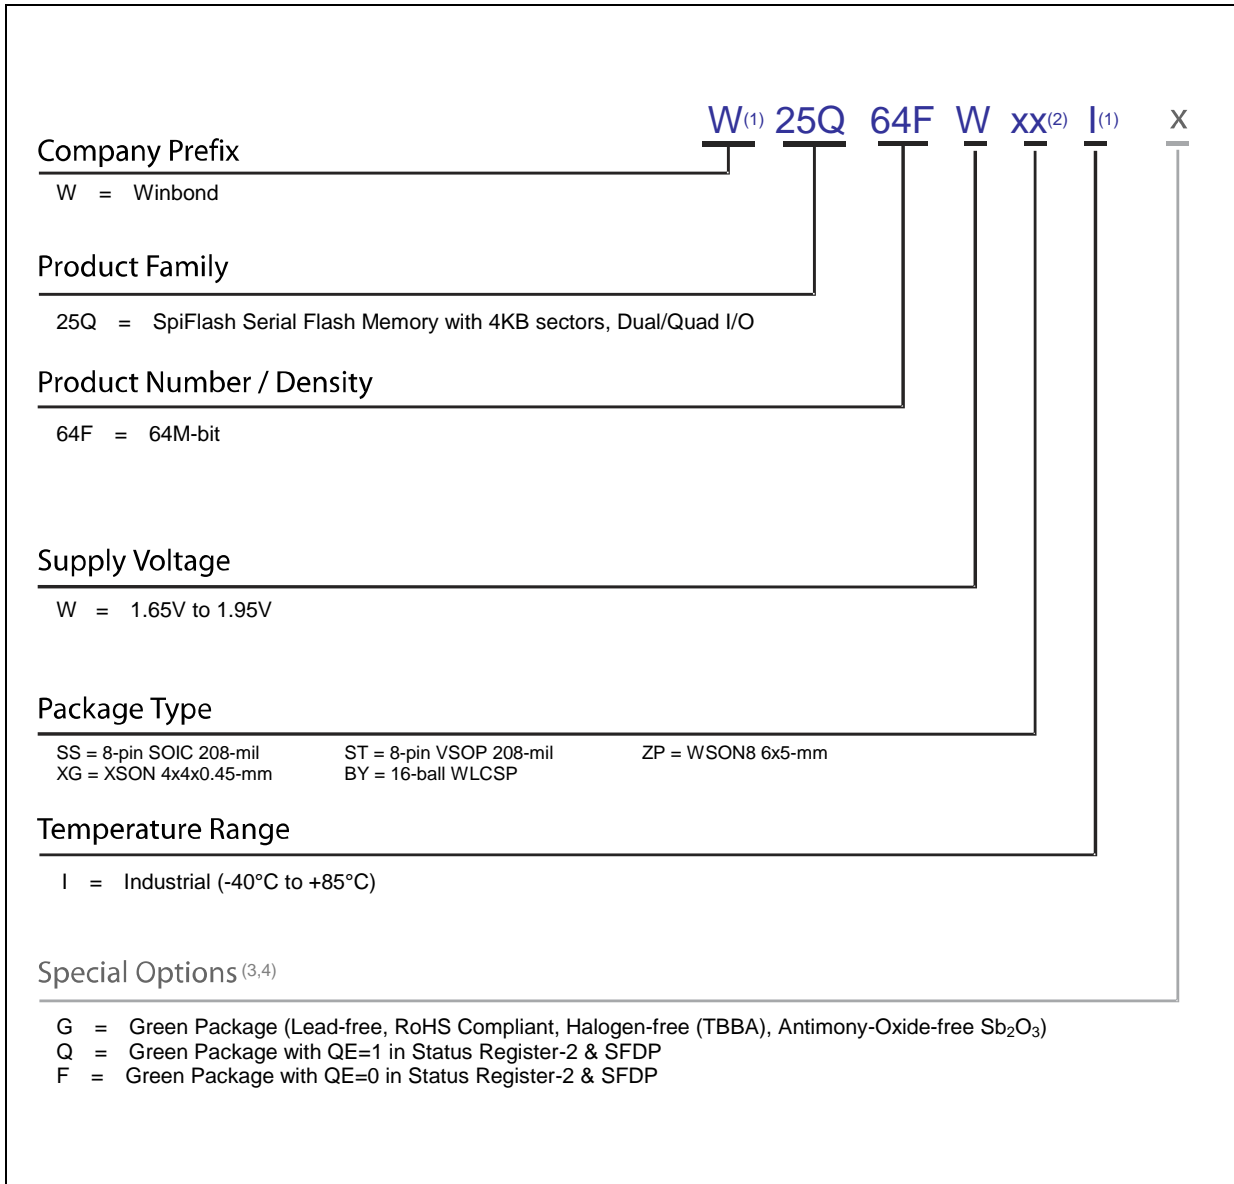 W(1) 25Q 64F W xx(2) I(1) x
Company Prefix
W = Winbond
Product Family
25Q = SpiFlash Serial Flash Memory with 4KB sectors, Dual/Quad I/O
Product Number / Density
64F = 64M-bit
Supply Voltage
W = 1.65V to 1.95V
Package Type
SS = 8-pin SOIC 208-mil ST = 8-pin VSOP 208-mil ZP = WSON8 6x5-mm
XG = XSON 4x4x0.45-mm BY = 16-ball WLCSP
Temperature Range
I = Industrial (-40°C to +85°C)
Special Options (3,4)
G = Green Package (Lead-free, RoHS Compliant, Halogen-free (TBBA), Antimony-Oxide-free Sb₂O₃)
Q = Green Package with QE=1 in Status Register-2 & SFDP
F = Green Package with QE=0 in Status Register-2 & SFDP